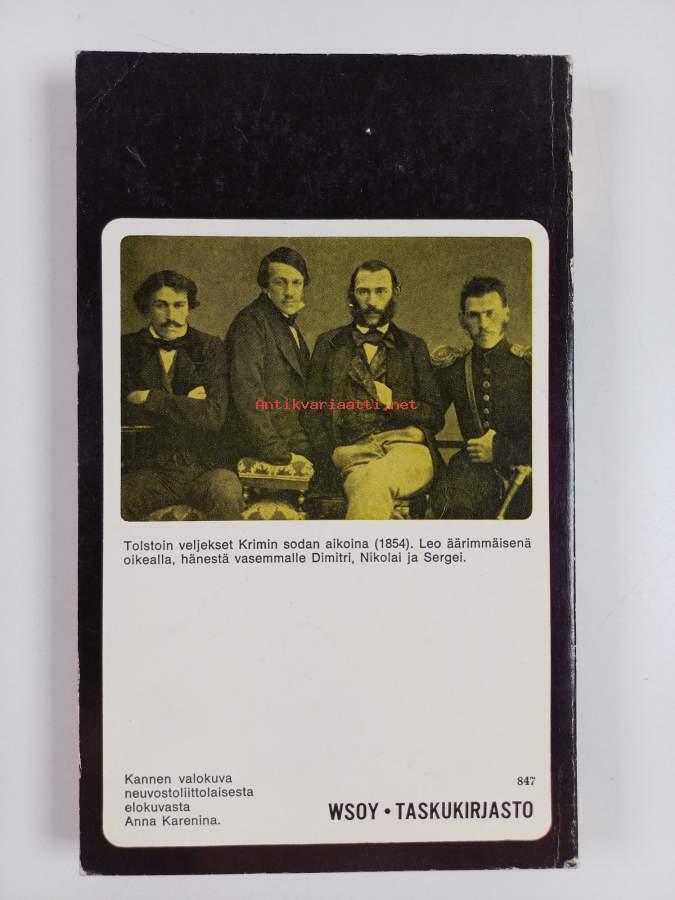 Antikvariaatti.net
Tolstoin veljekset Krimin sodan aikoina (1854). Leo äärimmäisenä
oikealla, hänestä vasemmalle Dimitri, Nikolai ja Sergei.
Kannen valokuva
neuvostoliittolaisesta
elokuvasta
Anna Karenina.
847
WSOY • TASKUKIRJASTO